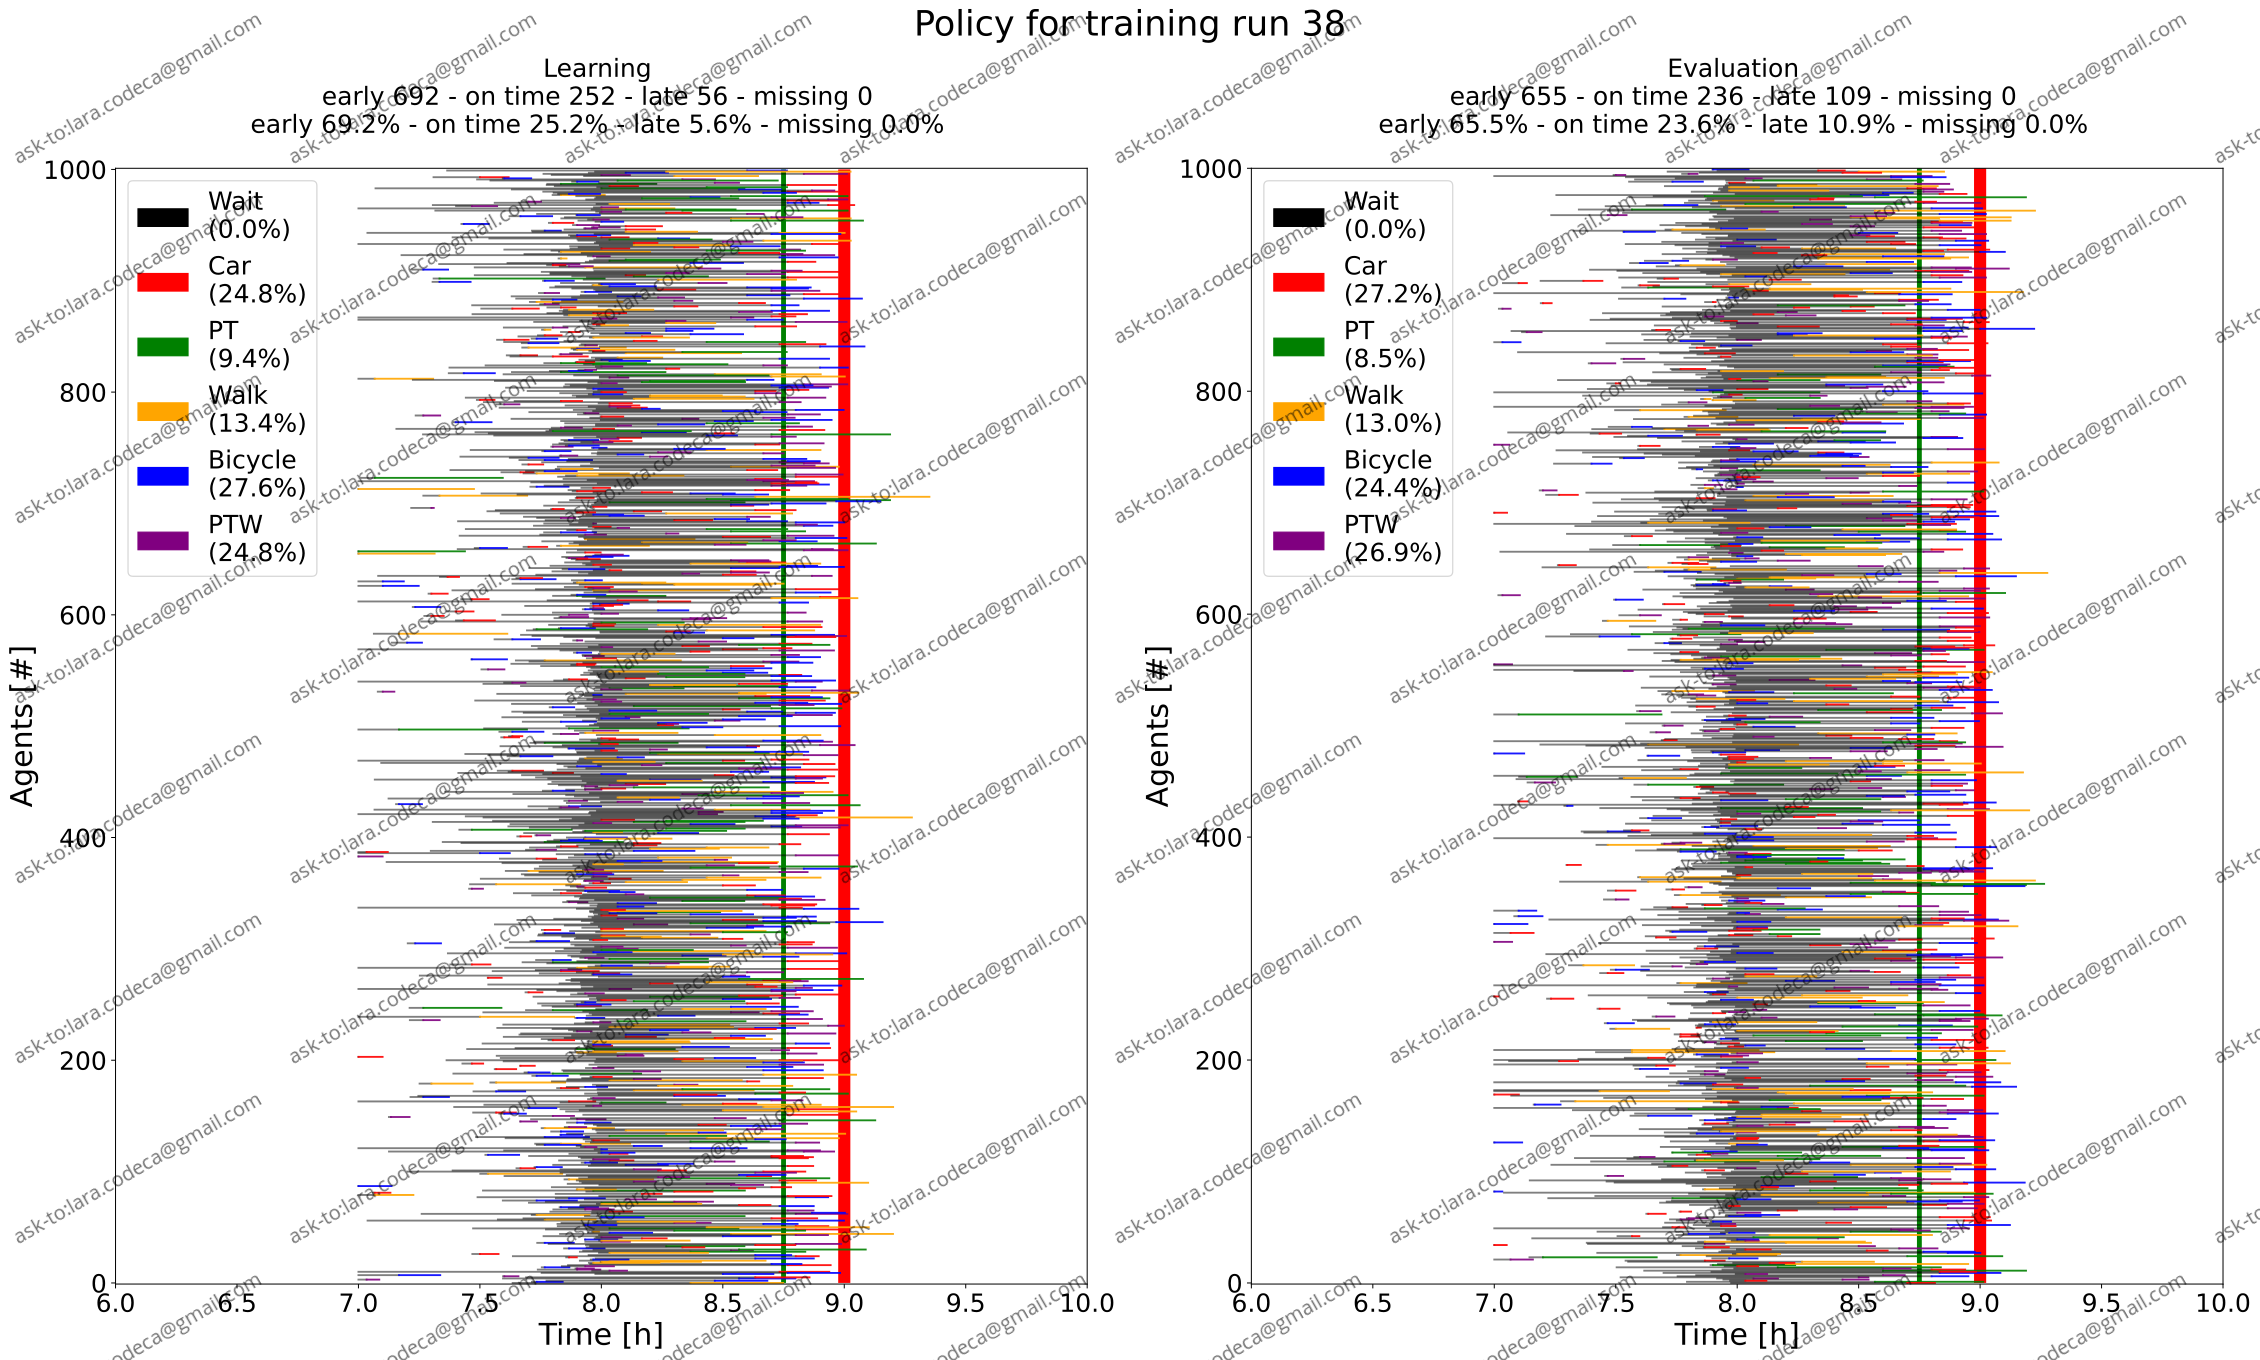 Policy for training run 38
Learning
early 692 - on time 252 - late 56 - missing 0
early 69.2% - on time 25.2% - late 5.6% - missing 0.0%
Evaluation
early 655 - on time 236 - late 109 - missing 0
early 65.5% - on time 23.6% - late 10.9% - missing 0.0%
Agents [#]
1000
800
600
400
200
0
Wait
(0.0%)
Car
(24.8%)
PT
(9.4%)
Walk
(13.4%)
Bicycle
(27.6%)
PTW
(24.8%)
6.0 6.5 7.0 7.5 8.0 8.5 9.0 9.5 10.0
Time [h]
Agents [#]
1000
800
600
400
200
0
Wait
(0.0%)
Car
(27.2%)
PT
(8.5%)
Walk
(13.0%)
Bicycle
(24.4%)
PTW
(26.9%)
6.0 6.5 7.0 7.5 8.0 8.5 9.0 9.5 10.0
Time [h]
ask-to:lara.codeca@gmail.com